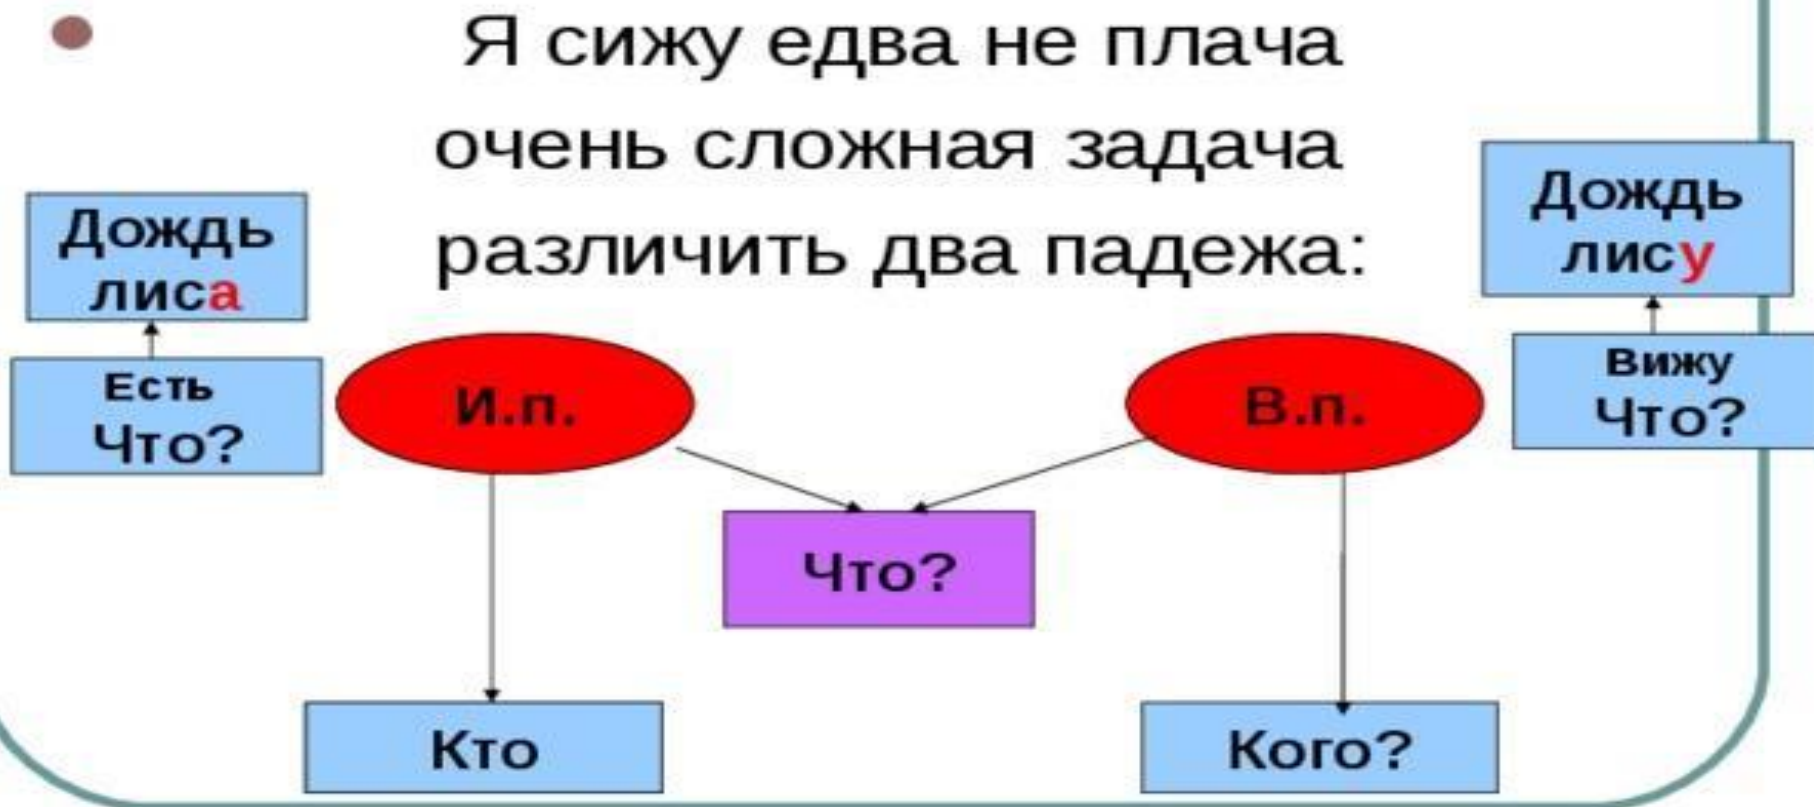 Я сижу едва не плача
очень сложная задача
различить два падежа:
Дождь
лиса
Есть
Что?
И.п.
В.п.
Дождь
лису
Вижу
Что?
Что?
Кто
Кого?